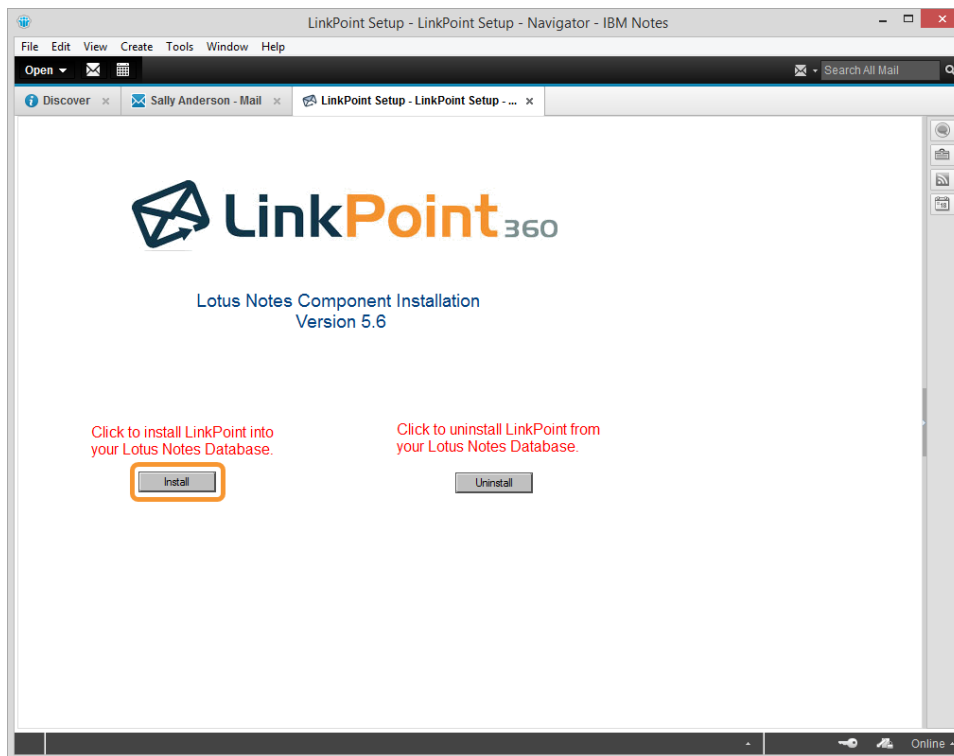 LinkPoint Setup - LinkPoint Setup - Navigator - IBM Notes
File Edit View Create Tools Window Help
Open
Search All Mail
Discover
Sally Anderson - Mail
LinkPoint Setup - LinkPoint Setup - ...
LinkPoint 360
Lotus Notes Component Installation
Version 5.6
Click to install LinkPoint into
your Lotus Notes Database.
Install
Click to uninstall LinkPoint from
your Lotus Notes Database.
Uninstall
Online